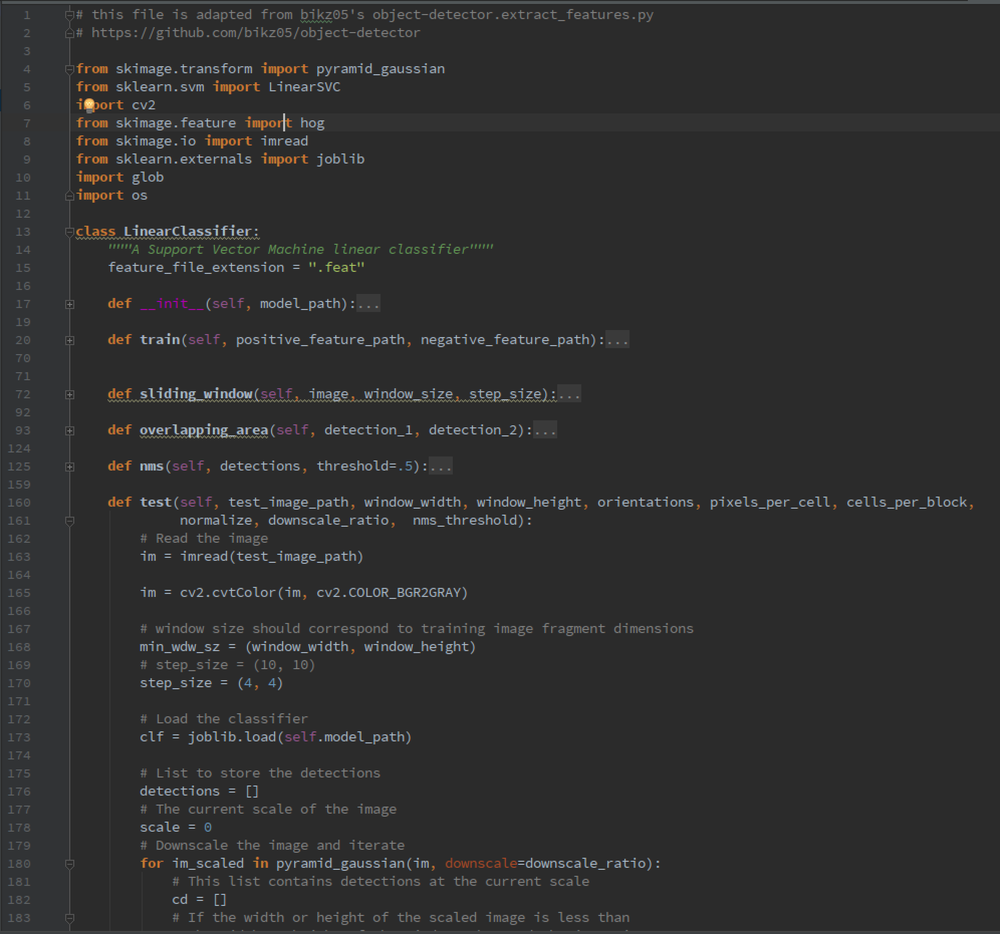 1 # this file is adapted from bikz05's object-detector.extract_features.py
2 # https://github.com/bikz05/object-detector
3
4 from skimage.transform import pyramid_gaussian
5 from sklearn.svm import LinearSVC
6 import cv2
7 from skimage.feature import hog
8 from skimage.io import imread
9 from sklearn.externals import joblib
10 import glob
11 import os
12
13 class LinearClassifier:
14     """A Support Vector Machine linear classifier"""
15     feature_file_extension = ".feat"
16
17     def __init__(self, model_path):...
19
20     def train(self, positive_feature_path, negative_feature_path):...
70
71
72     def sliding_window(self, image, window_size, step_size):...
92
93     def overlapping_area(self, detection_1, detection_2):...
124
125     def nms(self, detections, threshold=.5):...
159
160     def test(self, test_image_path, window_width, window_height, orientations, pixels_per_cell, cells_per_block,
161              normalize, downscale_ratio,  nms_threshold):
162         # Read the image
163         im = imread(test_image_path)
164
165         im = cv2.cvtColor(im, cv2.COLOR_BGR2GRAY)
166
167         # window size should correspond to training image fragment dimensions
168         min_wdw_sz = (window_width, window_height)
169         # step_size = (10, 10)
170         step_size = (4, 4)
171
172         # Load the classifier
173         clf = joblib.load(self.model_path)
174
175         # List to store the detections
176         detections = []
177         # The current scale of the image
178         scale = 0
179         # Downscale the image and iterate
180         for im_scaled in pyramid_gaussian(im, downscale=downscale_ratio):
181             # This list contains detections at the current scale
182             cd = []
183             # If the width or height of the scaled image is less than